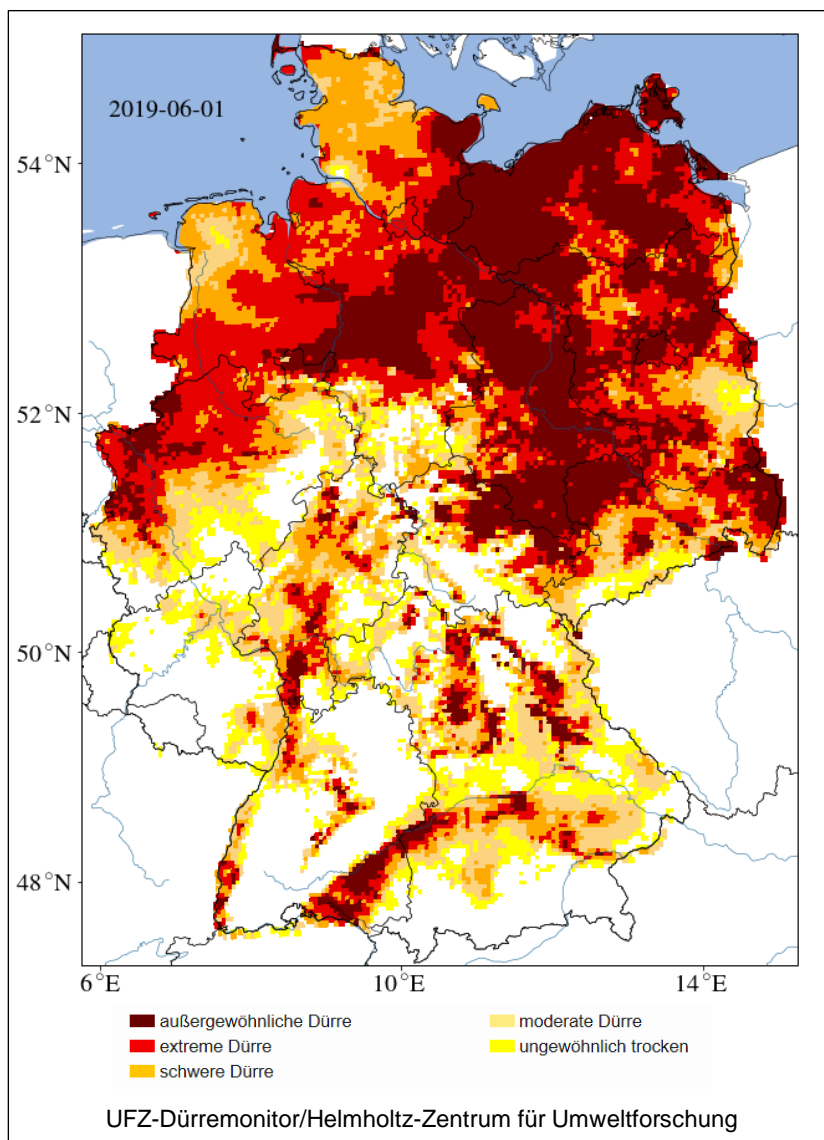 2019-06-01
54°N
52°N
50°N
48°N
6°E
10°E
14°E
außergewöhnliche Dürre
extreme Dürre
schwere Dürre
moderate Dürre
ungewöhnlich trocken
UFZ-Dürremonitor/Helmholtz-Zentrum für Umweltforschung